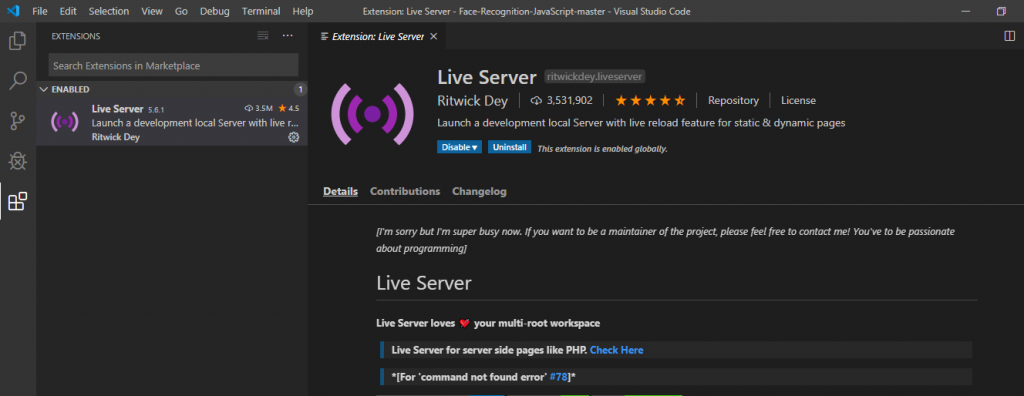 File Edit Selection View Go Debug Terminal Help Extension: Live Server - Face-Recognition-JavaScript-master - Visual Studio Code
EXTENSIONS
Search Extensions in Marketplace
ENABLED 1
Live Server 5.6.1 3.5M 4.5
Launch a development local Server with live r...
Ritwick Dey
Extension: Live Server
Live Server ritwickdey.liveserver
Ritwick Dey 3,531,902 Repository License
Launch a development local Server with live reload feature for static & dynamic pages
Disable Uninstall This extension is enabled globally.
Details Contributions Changelog
[I'm sorry but I'm super busy now. If you want to be a maintainer of the project, please feel free to contact me! You've to be passionate
about programming]
Live Server
Live Server loves ❤️ your multi-root workspace
Live Server for server side pages like PHP. Check Here
*[For 'command not found error' #78]*